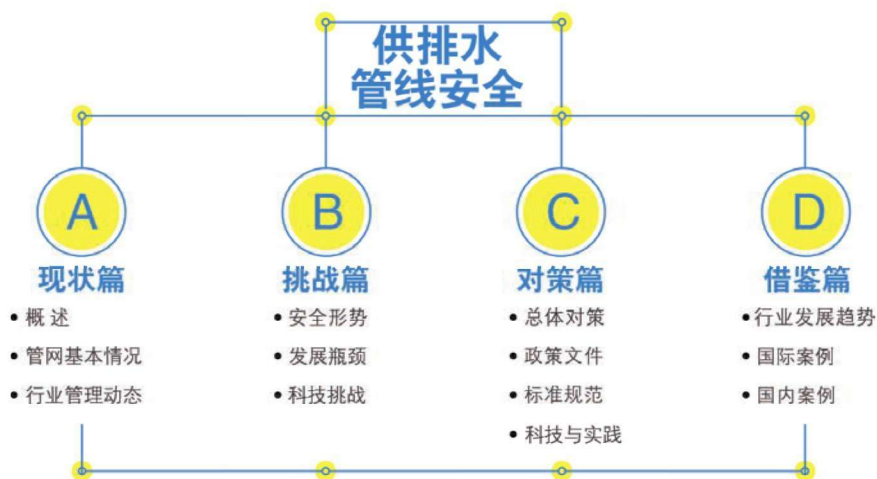 供排水
管线安全
A
现状篇
• 概 述
• 管网基本情况
• 行业管理动态
B
挑战篇
• 安全形势
• 发展瓶颈
• 科技挑战
C
对策篇
• 总体对策
• 政策文件
• 标准规范
• 科技与实践
D
借鉴篇
• 行业发展趋势
• 国际案例
• 国内案例